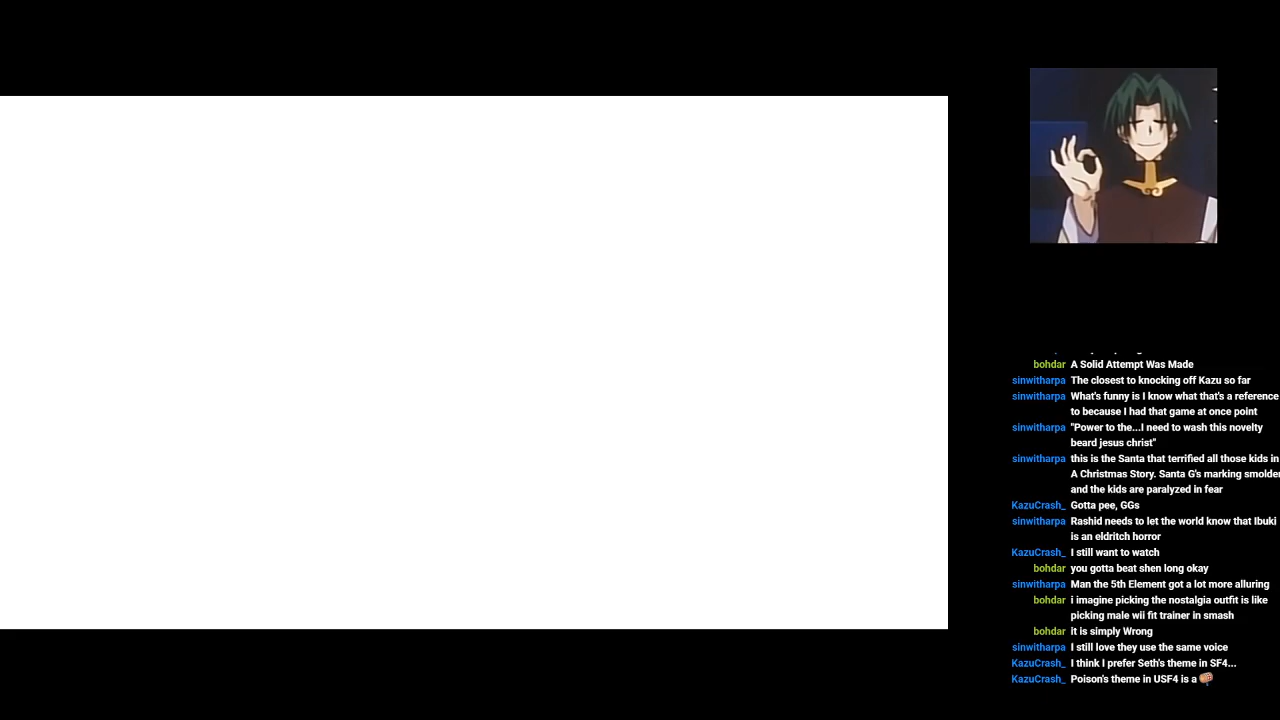 bohdar A Solid Attempt Was Made
sinwitharpa The closest to knocking off Kazu so far
sinwitharpa What's funny is I know what that's a reference
to because I had that game at once point
sinwitharpa "Power to the...I need to wash this novelty
beard jesus christ"
sinwitharpa this is the Santa that terrified all those kids in
A Christmas Story. Santa G's marking smolder
and the kids are paralyzed in fear
KazuCrash_ Gotta pee, GGs
sinwitharpa Rashid needs to let the world know that Ibuki
is an eldritch horror
KazuCrash_ I still want to watch
bohdar you gotta beat shen long okay
sinwitharpa Man the 5th Element got a lot more alluring
bohdar i imagine picking the nostalgia outfit is like
picking male wii fit trainer in smash
bohdar it is simply Wrong
sinwitharpa I still love they use the same voice
KazuCrash_ I think I prefer Seth's theme in SF4...
KazuCrash_ Poison's theme in USF4 is a